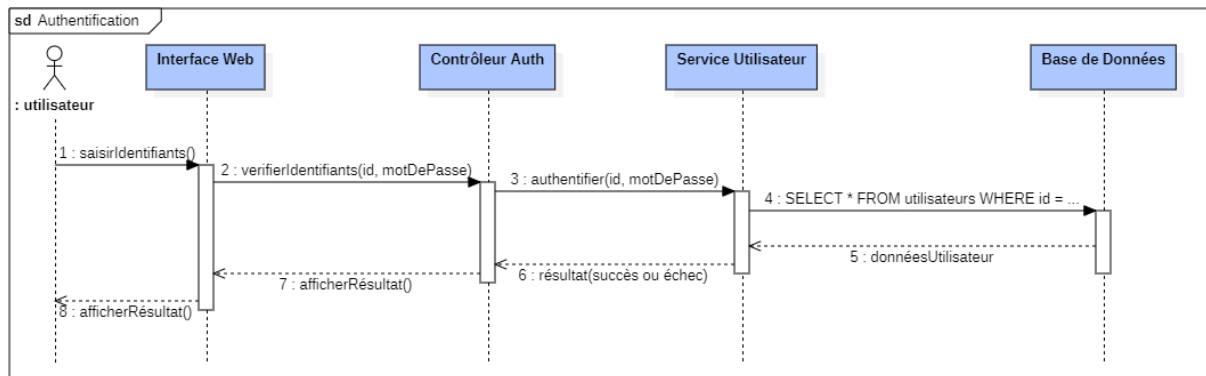 sd Authentification
: utilisateur
Interface Web
Contrôleur Auth
Service Utilisateur
Base de Données
1 : saisirIdentifiants()
2 : verifierIdentifiants(id, motDePasse)
3 : authentifier(id, motDePasse)
4 : SELECT * FROM utilisateurs WHERE id = ...
5 : donnéesUtilisateur
6 : résultat(succès ou échec)
7 : afficherRésultat()
8 : afficherRésultat()